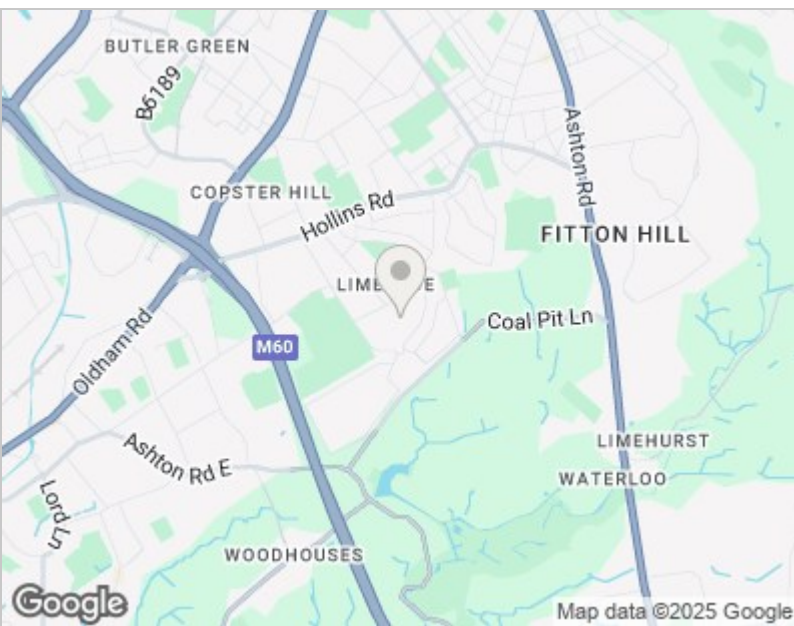 BUTLER GREEN
B6189
COPSTER HILL
Hollins Rd
Ashton Rd
FITTON HILL
Coal Pit Ln
M60
Oldham Rd
Ashton Rd E
LIMEHURST
WATERLOO
Lord Ln
WOODHOUSES
Google
Map data ©2025 Google